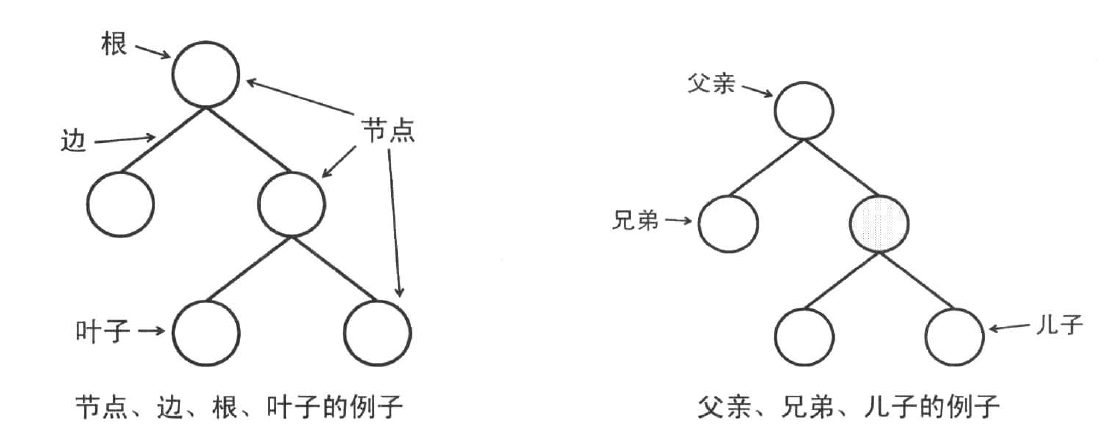 根
边
节点
叶子
节点、边、根、叶子的例子
父亲
兄弟
儿子
父亲、兄弟、儿子的例子